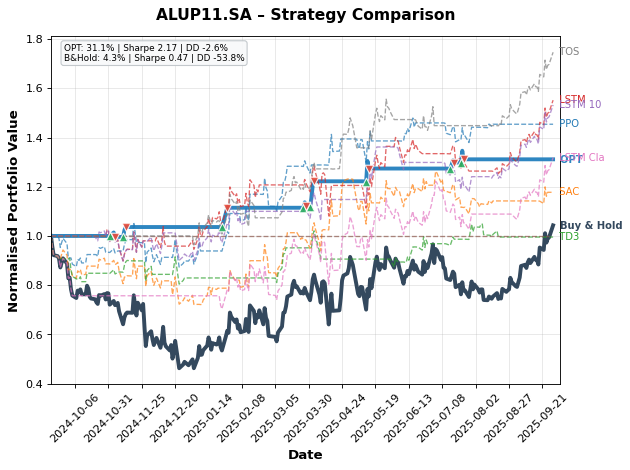 ALUP11.SA – Strategy Comparison
OPT: 31.1% | Sharpe 2.17 | DD -2.6%
B&Hold: 4.3% | Sharpe 0.47 | DD -53.8%
Normalised Portfolio Value
1.8
1.6
1.4
1.2
1.0
0.8
0.6
0.4
TOS
LSTM
LSTM 10
PPO
LSTM Cla
OPT
SAC
Buy & Hold
TD3
2024-10-06
2024-10-31
2024-11-25
2024-12-20
2025-01-14
2025-02-08
2025-03-05
2025-03-30
2025-04-24
2025-05-19
2025-06-13
2025-07-08
2025-08-02
2025-08-27
2025-09-21
Date